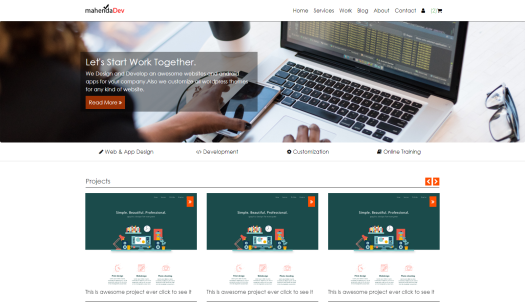 mahendaDev
Home Services Work Blog About Contact
Let's Start Work Together.
We Design and Develop an awesome websites and android
apps for your company.Also we customize all wordpress themes
for any kind of website.
Read More »
Web & App Design
</> Development
Customization
Online Training
Projects
Simple. Beautiful. Professional.
Simple. Beautiful. Professional.
Simple. Beautiful. Professional.
This is awesome project ever click to see it
This is awesome project ever click to see it
This is awesome project ever click to see it